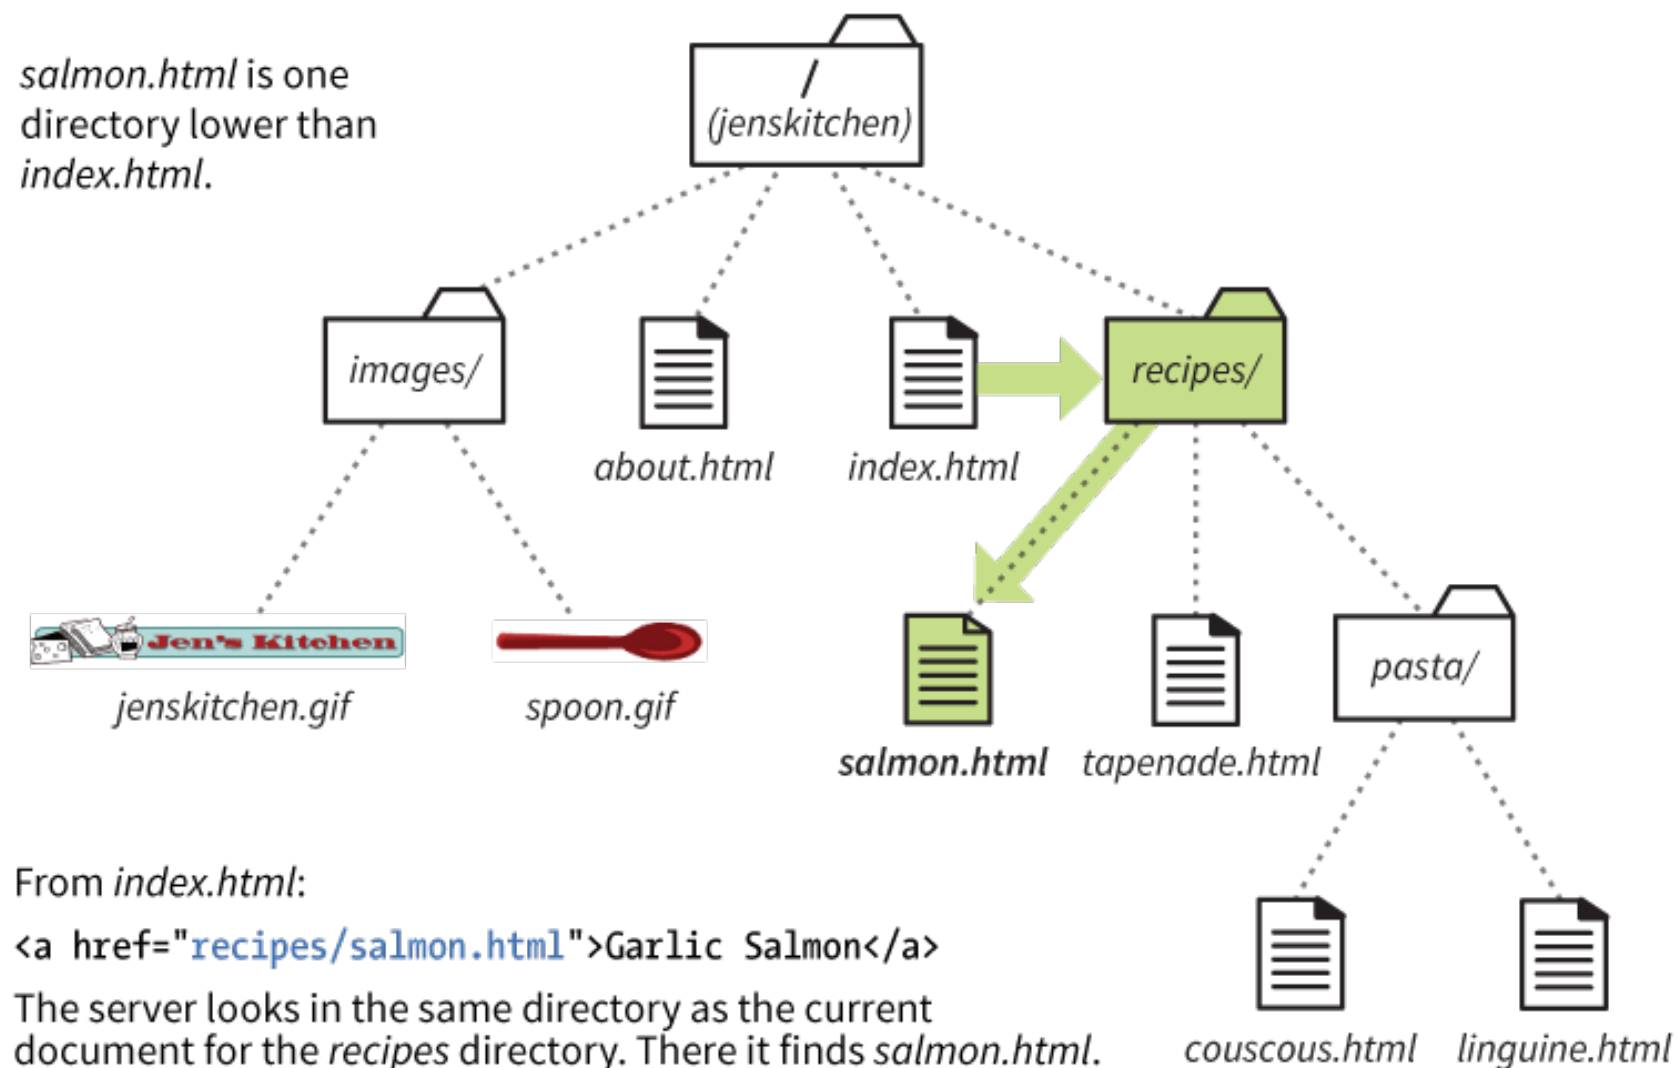 salmon.html is one
directory lower than
index.html.
/
(jenskitchen)
images/
about.html
index.html
recipes/
Jen's Kitchen
jenskitchen.gif
spoon.gif
salmon.html
tapenade.html
pasta/
couscous.html
linguine.html
From index.html:
<a href="recipes/salmon.html">Garlic Salmon</a>
The server looks in the same directory as the current
document for the recipes directory. There it finds salmon.html.